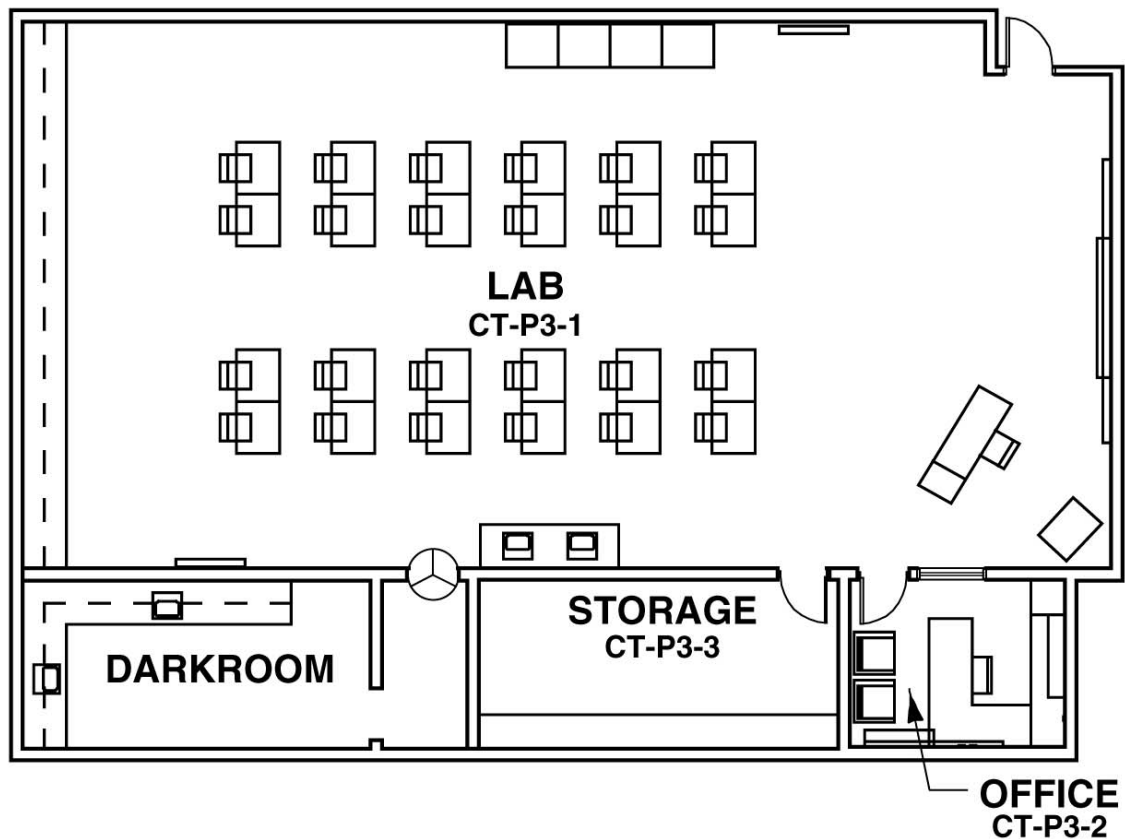 LAB
CT-P3-1
STORAGE
CT-P3-3
DARKROOM
OFFICE
CT-P3-2